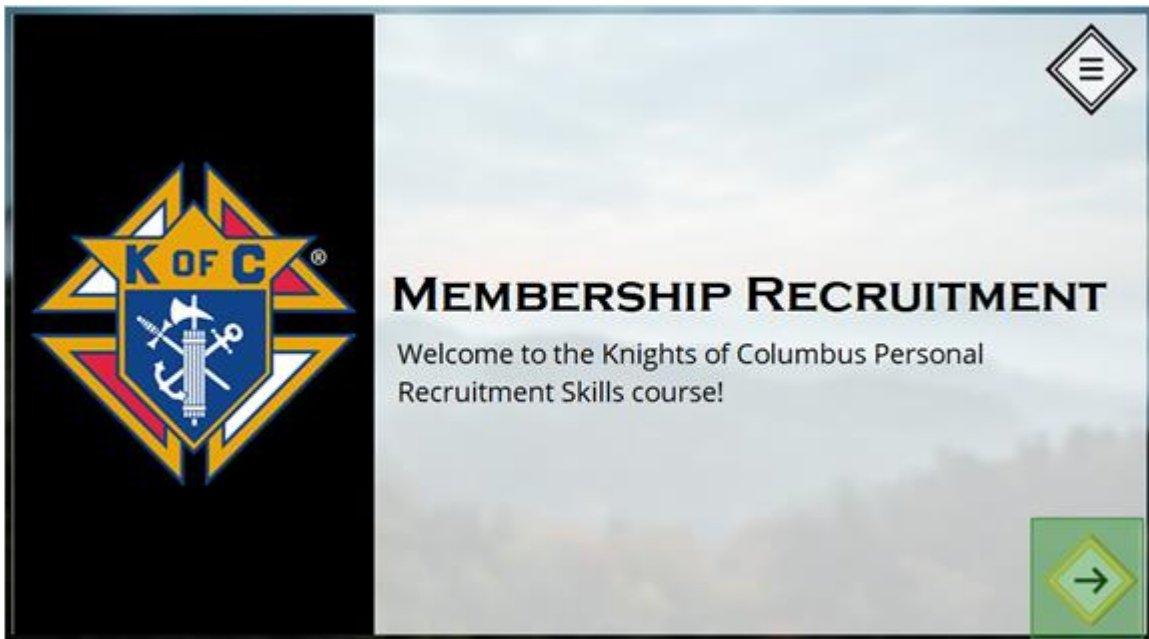 K OF C ®
MEMBERSHIP RECRUITMENT
Welcome to the Knights of Columbus Personal
Recruitment Skills course!